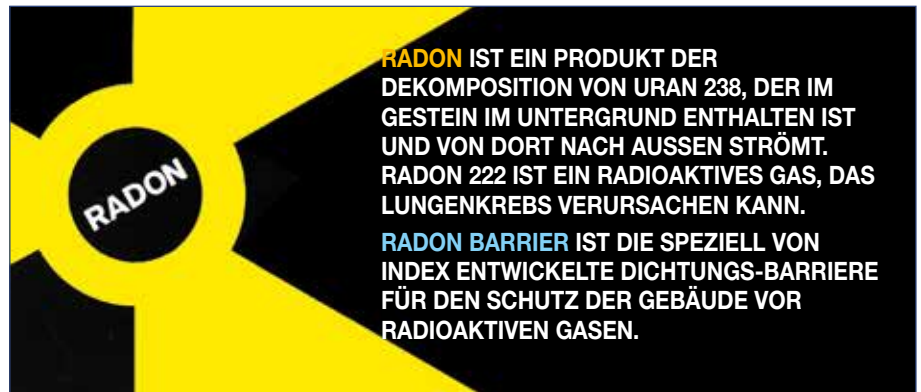 RADON
RADON IST EIN PRODUKT DER
DEKOMPOSITION VON URAN 238, DER IM
GESTEIN IM UNTERGRUND ENTHALTEN IST
UND VON DORT NACH AUSSEN STRÖMT.
RADON 222 IST EIN RADIOAKTIVES GAS, DAS
LUNGENKREBS VERURSACHEN KANN.
RADON BARRIER IST DIE SPEZIELL VON
INDEX ENTWICKELTE DICHTUNGS-BARRIERE
FÜR DEN SCHUTZ DER GEBÄUDE VOR
RADIOAKTIVEN GASEN.